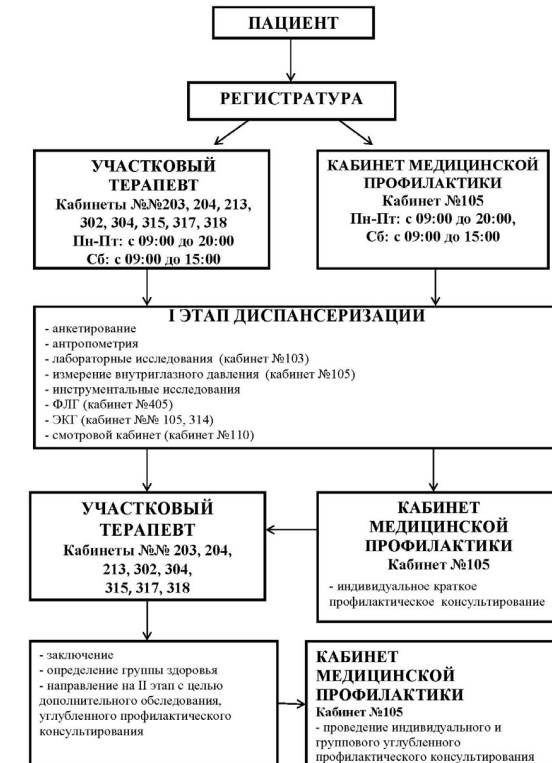 ПАЦИЕНТ
РЕГИСТРАТУРА
УЧАСТКОВЫЙ
ТЕРАПЕВТ
Кабинеты №№203, 204, 213,
302, 304, 315, 317, 318
Пн-Пт: с 09:00 до 20:00
Сб: с 09:00 до 15:00
КАБИНЕТ МЕДИЦИНСКОЙ
ПРОФИЛАКТИКИ
Кабинет №105
Пн-Пт: с 09:00 до 20:00,
Сб: с 09:00 до 15:00
I ЭТАП ДИСПАНСЕРИЗАЦИИ
- анкетирование
- антропометрия
- лабораторные исследования (кабинет №103)
- измерение внутриглазного давления (кабинет №105)
- инструментальные исследования
- ФЛГ (кабинет №405)
- ЭКГ (кабинет №№ 105, 314)
- смотровой кабинет (кабинет №110)
УЧАСТКОВЫЙ
ТЕРАПЕВТ
Кабинеты №№ 203, 204,
213, 302, 304,
315, 317, 318
КАБИНЕТ
МЕДИЦИНСКОЙ
ПРОФИЛАКТИКИ
Кабинет №105
- индивидуальное краткое
профилактическое консультирование
- заключение
- определение группы здоровья
- направление на II этап с целью
дополнительного обследования,
углубленного профилактического
консультирования
КАБИНЕТ
МЕДИЦИНСКОЙ
ПРОФИЛАКТИКИ
Кабинет №105
- проведение индивидуального и
группового углубленного
профилактического консультирования